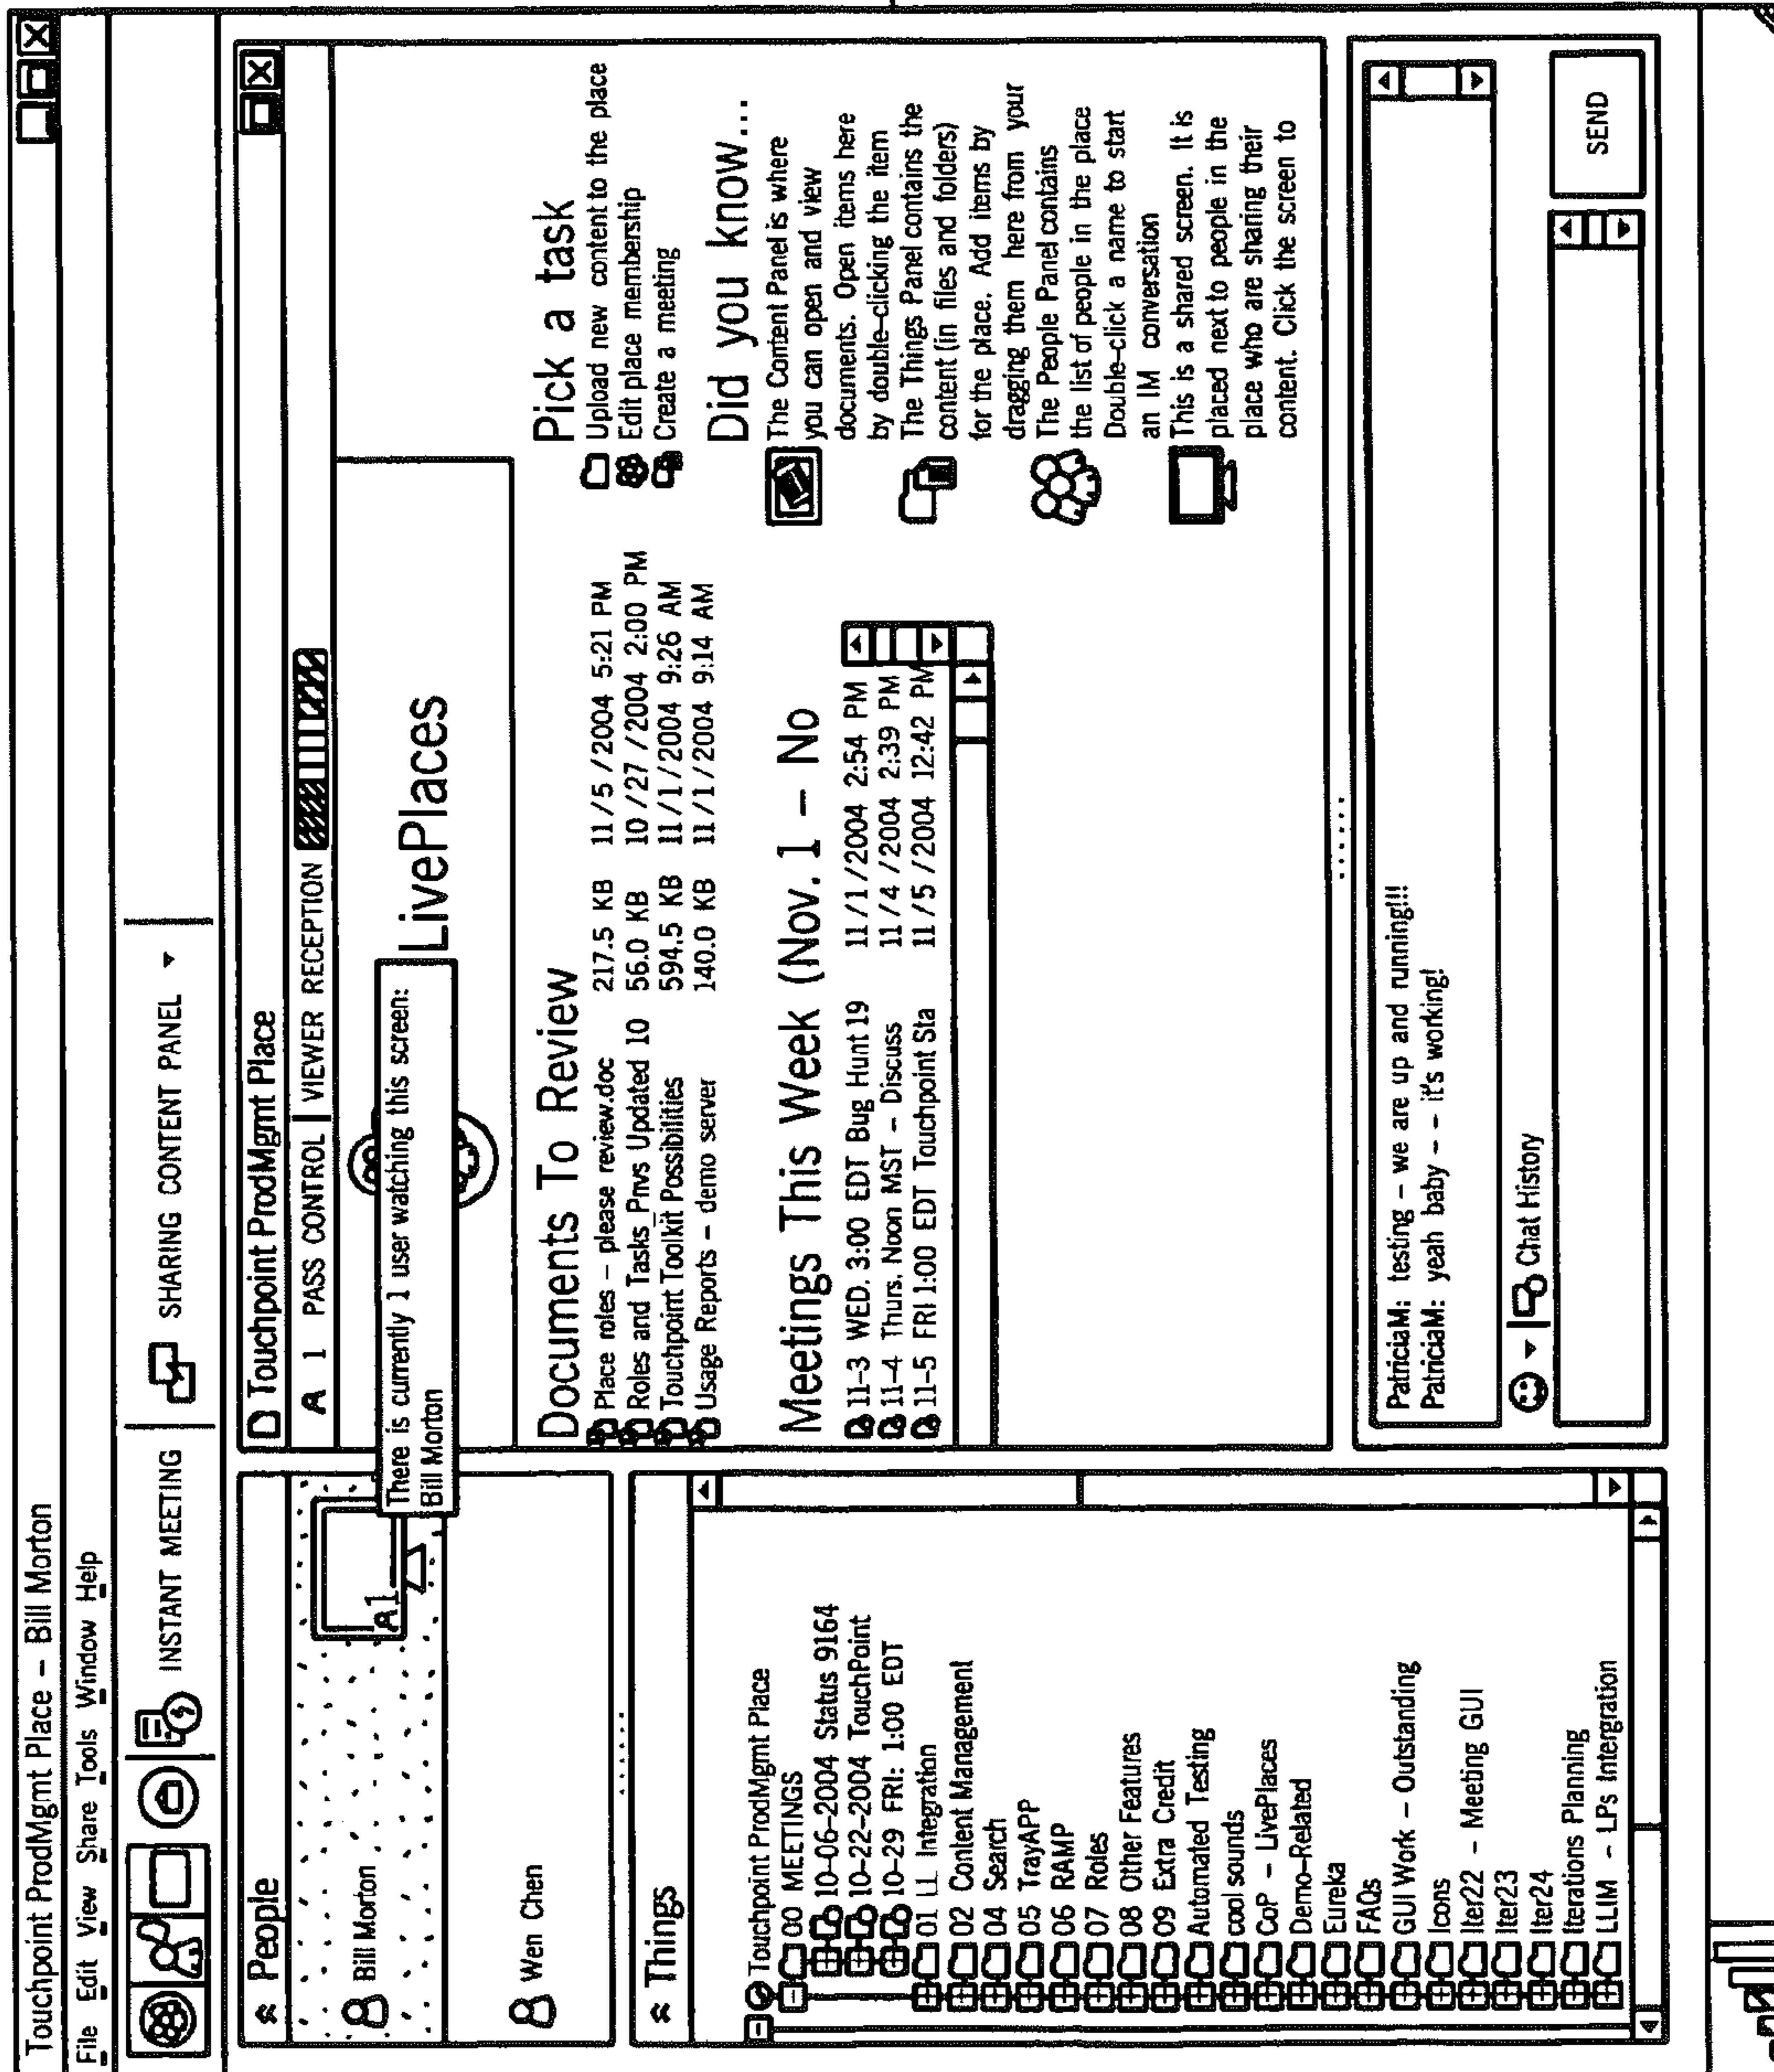 Touchpoint ProdMgmt Place – Bill Morton
File Edit View Share Tools Window Help
INSTANT MEETING SHARING CONTENT PANEL
People
Bill Morton
A1
Wen Chen
Things
Touchpoint ProdMgmt Place
00 MEETINGS
10-06-2004 Status 9164
10-22-2004 TouchPoint
10-29 FRI: 1:00 EDT
01 LL Integration
02 Content Management
04 Search
05 TrayAPP
06 RAMP
07 Roles
08 Other Features
09 Extra Credit
Automated Testing
cool sounds
CoP – LivePlaces
Demo-Related
Eureka
FAQs
GUI Work – Outstanding
Icons
Iter22 – Meeting GUI
Iter23
Iter24
Iterations Planning
LLIM – LPs Intergration
Touchpoint ProdMgmt Place
A 1 PASS CONTROL VIEWER RECEPTION
There is currently 1 user watching this screen:
Bill Morton
LivePlaces
Documents To Review
Place roles – please review.doc 217.5 KB 11/5/2004 5:21 PM
Roles and Tasks_Prvs Updated 10 56.0 KB 10/27/2004 2:00 PM
Touchpoint Toolkit Possibilities 594.5 KB 11/1/2004 9:26 AM
Usage Reports – demo server 140.0 KB 11/1/2004 9:14 AM
Meetings This Week (Nov. 1 – No
11-3 WED. 3:00 EDT Bug Hunt 19 11/1/2004 2:54 PM
11-4 Thurs. Noon MST – Discuss 11/4/2004 2:39 PM
11-5 FRI 1:00 EDT Touchpoint Sta 11/5/2004 12:42 PM
Pick a task
Upload new content to the place
Edit place membership
Create a meeting
Did you know...
The Content Panel is where
you can open and view
documents. Open items here
by double-clicking the item
The Things Panel contains the
content (in files and folders)
for the place. Add items by
dragging them here from your
The People Panel contains
the list of people in the place
Double-click a name to start
an IM conversation
This is a shared screen. It is
placed next to people in the
place who are sharing their
content. Click the screen to
PatriciaM: testing – we are up and running!!!
PatriciaM: yeah baby – – it's working!
Chat History
SEND